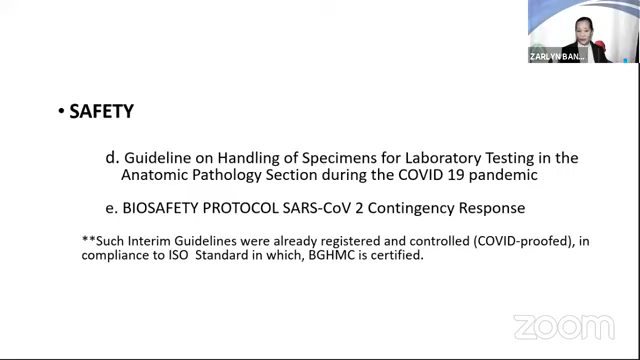 ZARLYN BAN...
• SAFETY
d. Guideline on Handling of Specimens for Laboratory Testing in the
Anatomic Pathology Section during the COVID 19 pandemic
e. BIOSAFETY PROTOCOL SARS-CoV 2 Contingency Response
**Such Interim Guidelines were already registered and controlled (COVID-proofed), in
compliance to ISO Standard in which, BGHMC is certified.
zoom